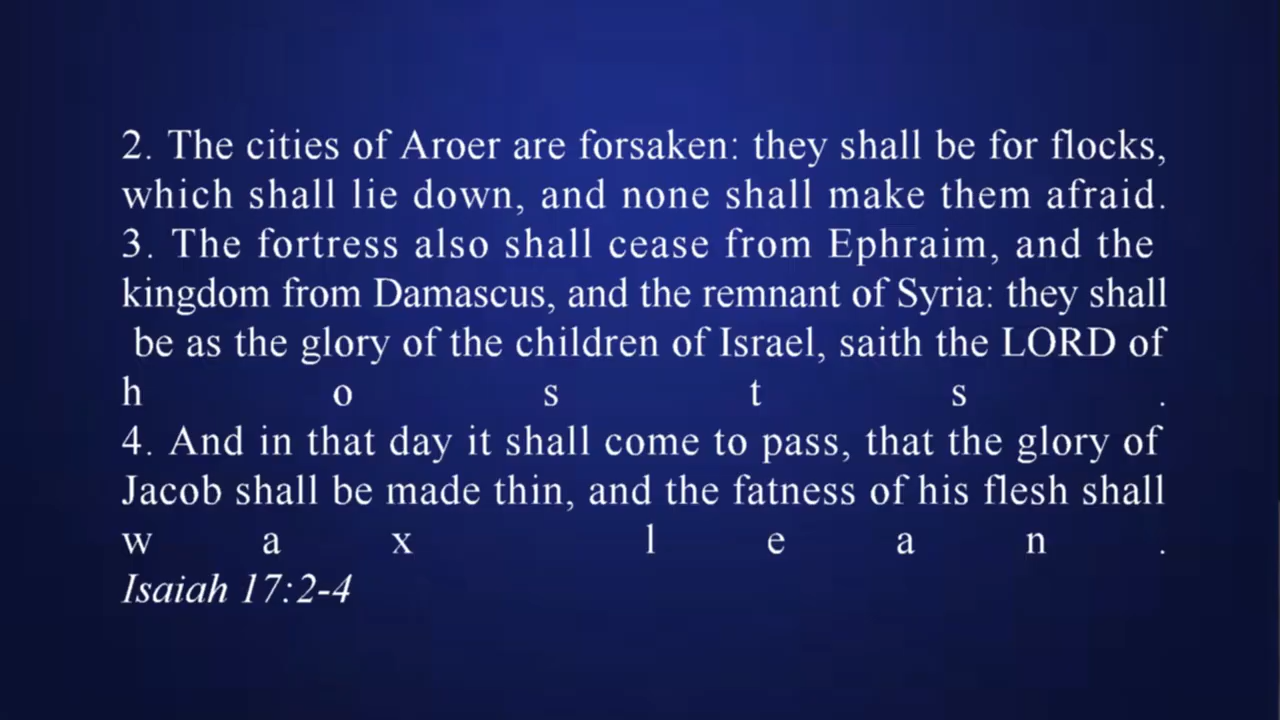 2. The cities of Aroer are forsaken: they shall be for flocks,
which shall lie down, and none shall make them afraid.
3. The fortress also shall cease from Ephraim, and the
kingdom from Damascus, and the remnant of Syria: they shall
be as the glory of the children of Israel, saith the LORD of
hosts.
4. And in that day it shall come to pass, that the glory of
Jacob shall be made thin, and the fatness of his flesh shall
wax lean.
Isaiah 17:2-4